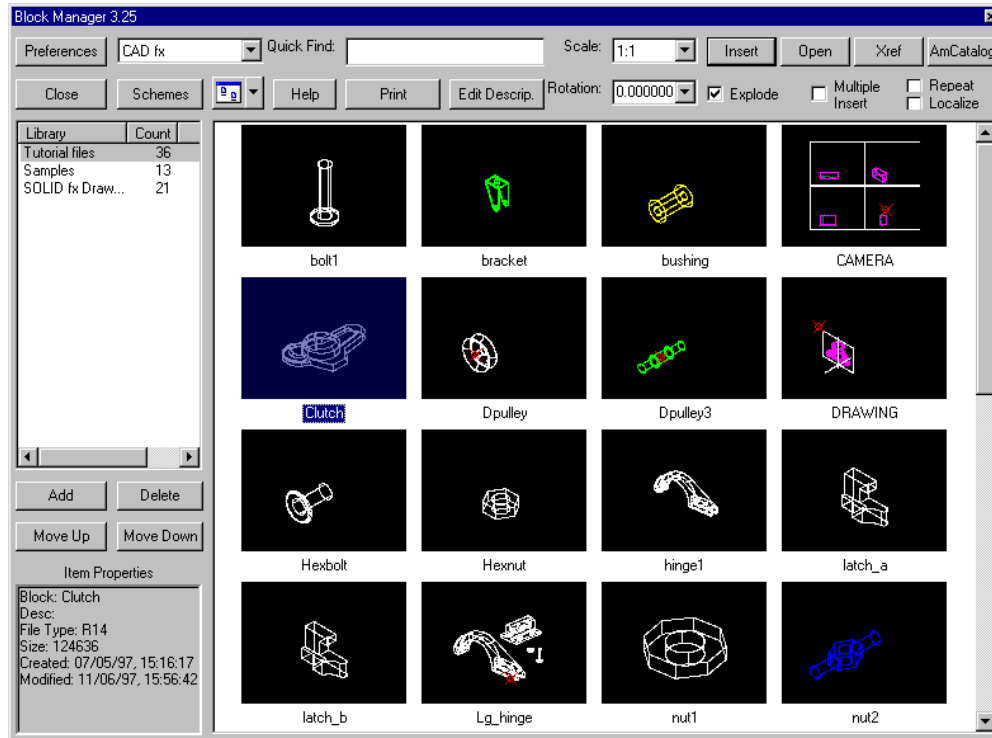 Block Manager 3.25
Preferences CAD fx Quick Find: Scale: 1:1 Insert Open Xref AmCatalog
Close Schemes Help Print Edit Descrip. Rotation: 0.000000 Explode Multiple Insert Repeat Localize
Library Count
Tutorial files 36
Samples 13
SOLID fx Draw... 21
bolt1 bracket bushing CAMERA
Clutch Dpulley Dpulley3 DRAWING
Hexbolt Hexnut hinge1 latch_a
latch_b Lg_hinge nut1 nut2
Add Delete
Move Up Move Down
Item Properties
Block: Clutch
Desc:
File Type: R14
Size: 124636
Created: 07/05/97, 15:16:17
Modified: 11/06/97, 15:56:42